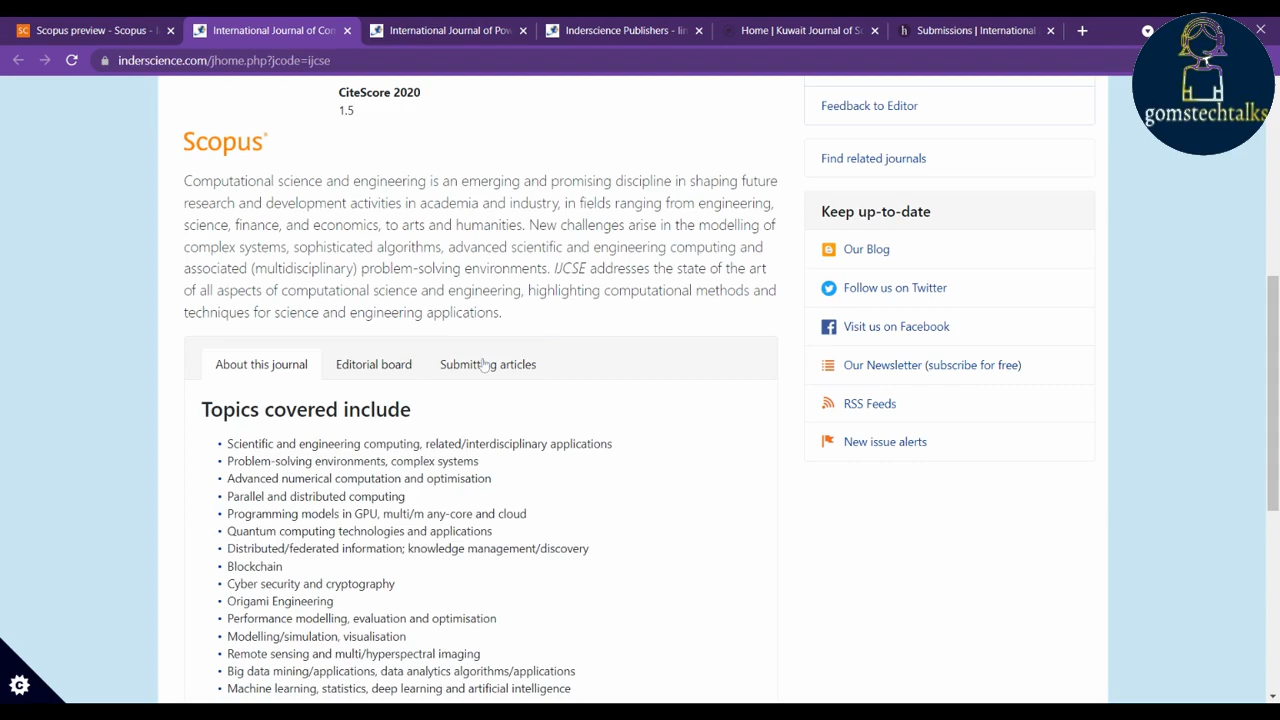 Scopus preview - Scopus -
International Journal of Con
International Journal of Pow
Inderscience Publishers - lin
Home | Kuwait Journal of Sc
Submissions | International
inderscience.com/jhome.php?jcode=ijcse
gomstechtalks
CiteScore 2020
1.5
Scopus®
Computational science and engineering is an emerging and promising discipline in shaping future
research and development activities in academia and industry, in fields ranging from engineering,
science, finance, and economics, to arts and humanities. New challenges arise in the modelling of
complex systems, sophisticated algorithms, advanced scientific and engineering computing and
associated (multidisciplinary) problem-solving environments. IJCSE addresses the state of the art
of all aspects of computational science and engineering, highlighting computational methods and
techniques for science and engineering applications.
About this journal
Editorial board
Submitting articles
Topics covered include
• Scientific and engineering computing, related/interdisciplinary applications
• Problem-solving environments, complex systems
• Advanced numerical computation and optimisation
• Parallel and distributed computing
• Programming models in GPU, multi/m any-core and cloud
• Quantum computing technologies and applications
• Distributed/federated information; knowledge management/discovery
• Blockchain
• Cyber security and cryptography
• Origami Engineering
• Performance modelling, evaluation and optimisation
• Modelling/simulation, visualisation
• Remote sensing and multi/hyperspectral imaging
• Big data mining/applications, data analytics algorithms/applications
• Machine learning, statistics, deep learning and artificial intelligence
Feedback to Editor
Find related journals
Keep up-to-date
Our Blog
Follow us on Twitter
Visit us on Facebook
Our Newsletter (subscribe for free)
RSS Feeds
New issue alerts